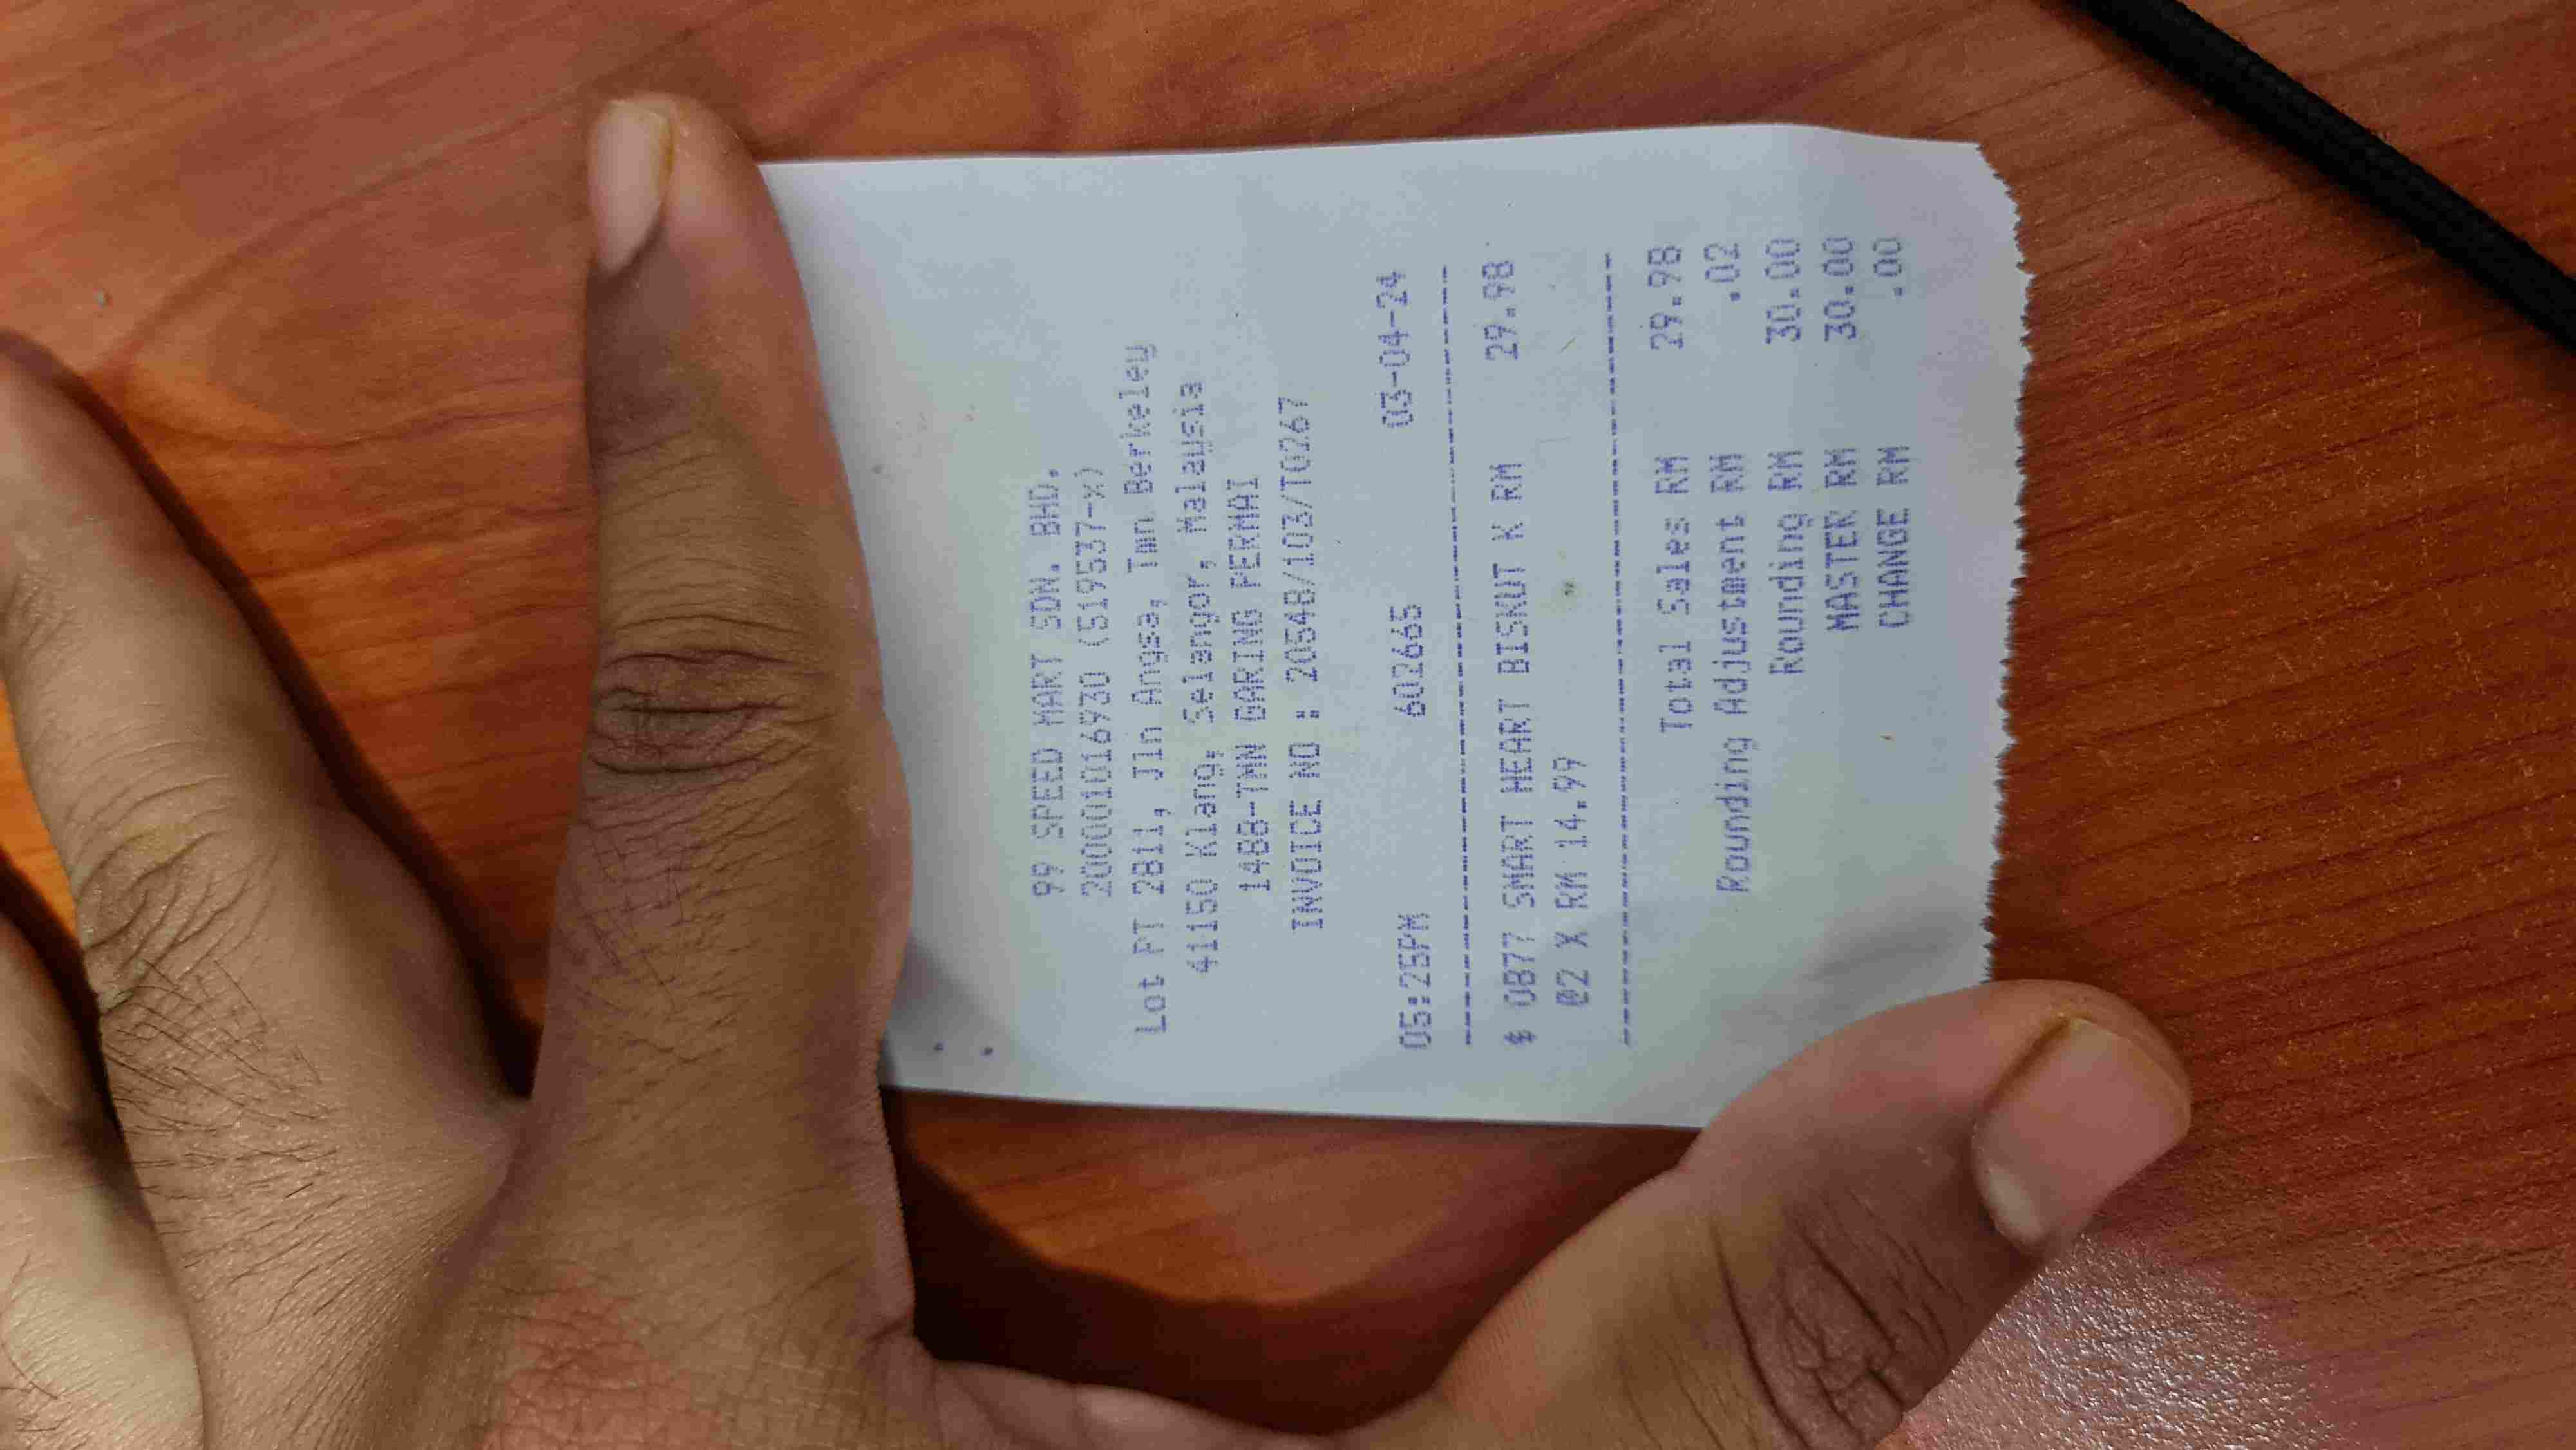 99 SPEED MART SDN. BHD.
200001016930 (519537-x)
Lot PT 2811, Jln Angsa, Tmn Berkeley
41150 Klang, Selangor, Malaysia
1488-TMN GARING PERMAI
INVOICE NO : 20548/103/T0267
05:25PM 602665 03-04-24
$ 0877 SMART HEART BISKUT K RM 29.98
@2 X RM 14.99
Total Sales RM 29.98
Rounding Adjustment RM .02
Rounding RM 30.00
MASTER RM 30.00
CHANGE RM .00